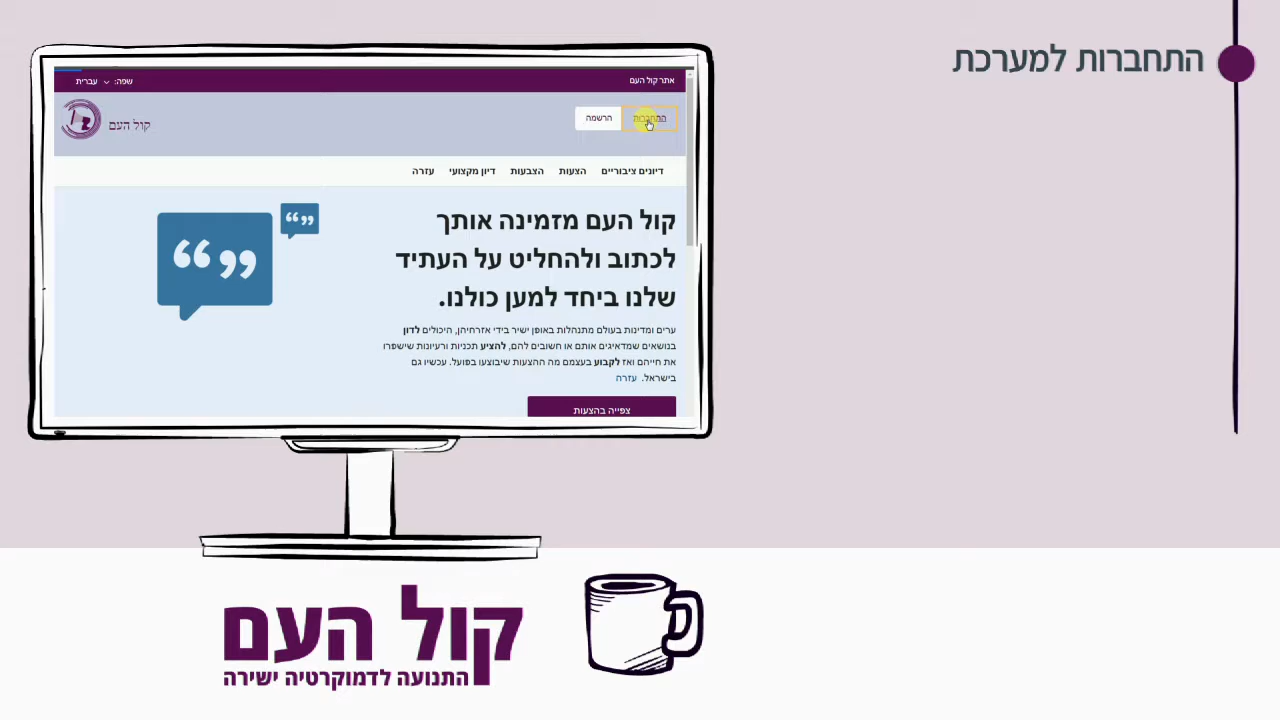 התחברות למערכת
אתר קול העם
שפה: עברית
התחברות
הרשמה
קול העם
דיונים ציבוריים הצעות הצבעות דיון מקצועי עזרה
קול העם מזמינה אותך
לכתוב ולהחליט על העתיד
שלנו ביחד למען כולנו.
ערים ומדינות בעולם מתנהלות באופן ישיר בידי אזרחיהן, היכולים לדון
בנושאים שמדאיגים אותם או חשובים להם, להציע תכניות ורעיונות שישפרו
את חייהם ואז לקבוע בעצמם מה ההצעות שיבוצעו בפועל. עכשיו גם
בישראל. עזרה
צפייה בהצעות
קול העם
התנועה לדמוקרטיה ישירה